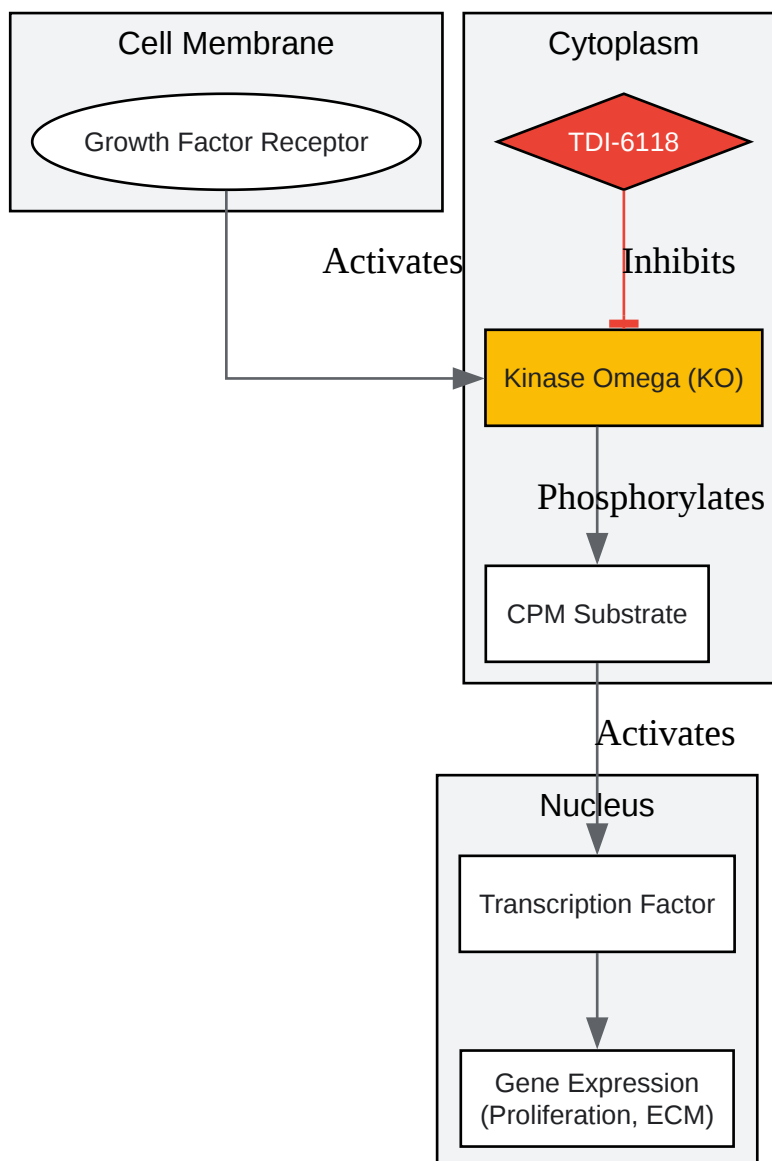 Cell Membrane
Cytoplasm
Growth Factor Receptor
TDI-6118
Activates
Inhibits
Kinase Omega (KO)
Phosphorylates
CPM Substrate
Activates
Nucleus
Transcription Factor
Gene Expression
(Proliferation, ECM)